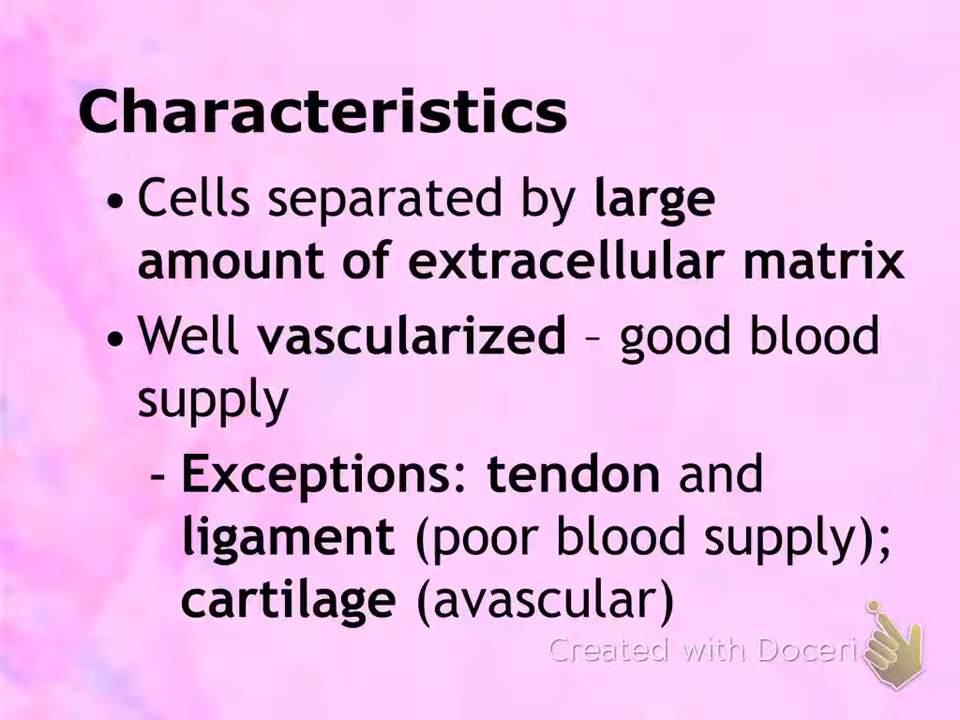 Characteristics
• Cells separated by large
amount of extracellular matrix
• Well vascularized – good blood
supply
- Exceptions: tendon and
ligament (poor blood supply);
cartilage (avascular)
Created with Doceri